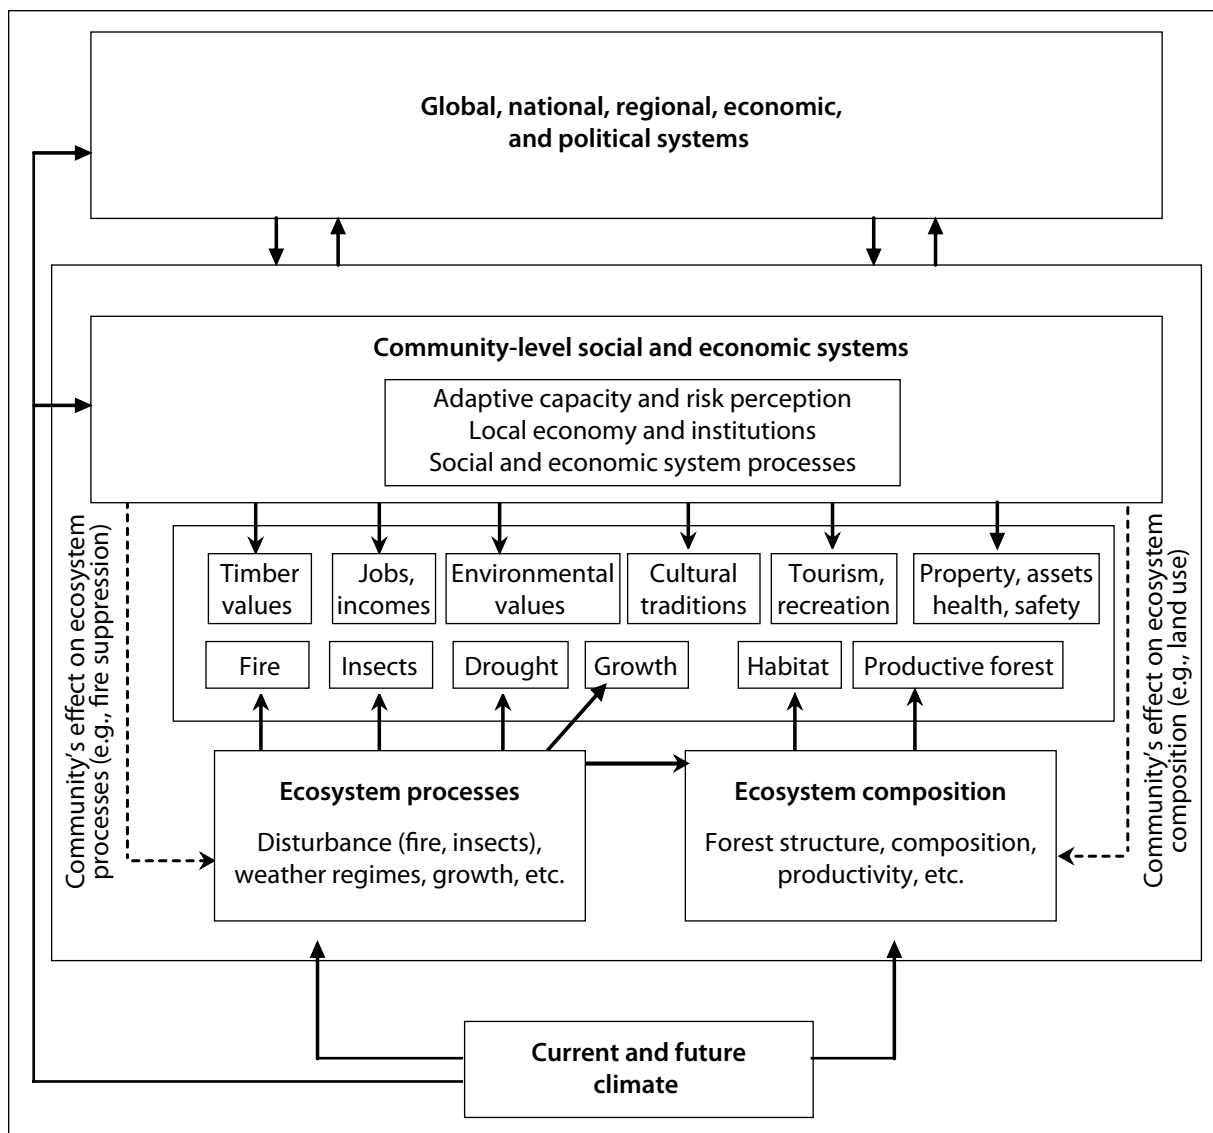 Global, national, regional, economic,
and political systems
Community-level social and economic systems
Adaptive capacity and risk perception
Local economy and institutions
Social and economic system processes
Community's effect on ecosystem
processes (e.g., fire suppression)
Timber
values
Jobs,
incomes
Environmental
values
Cultural
traditions
Tourism,
recreation
Property, assets
health, safety
Fire
Insects
Drought
Growth
Habitat
Productive forest
Community's effect on ecosystem
composition (e.g., land use)
Ecosystem processes
Disturbance (fire, insects),
weather regimes, growth, etc.
Ecosystem composition
Forest structure, composition,
productivity, etc.
Current and future
climate